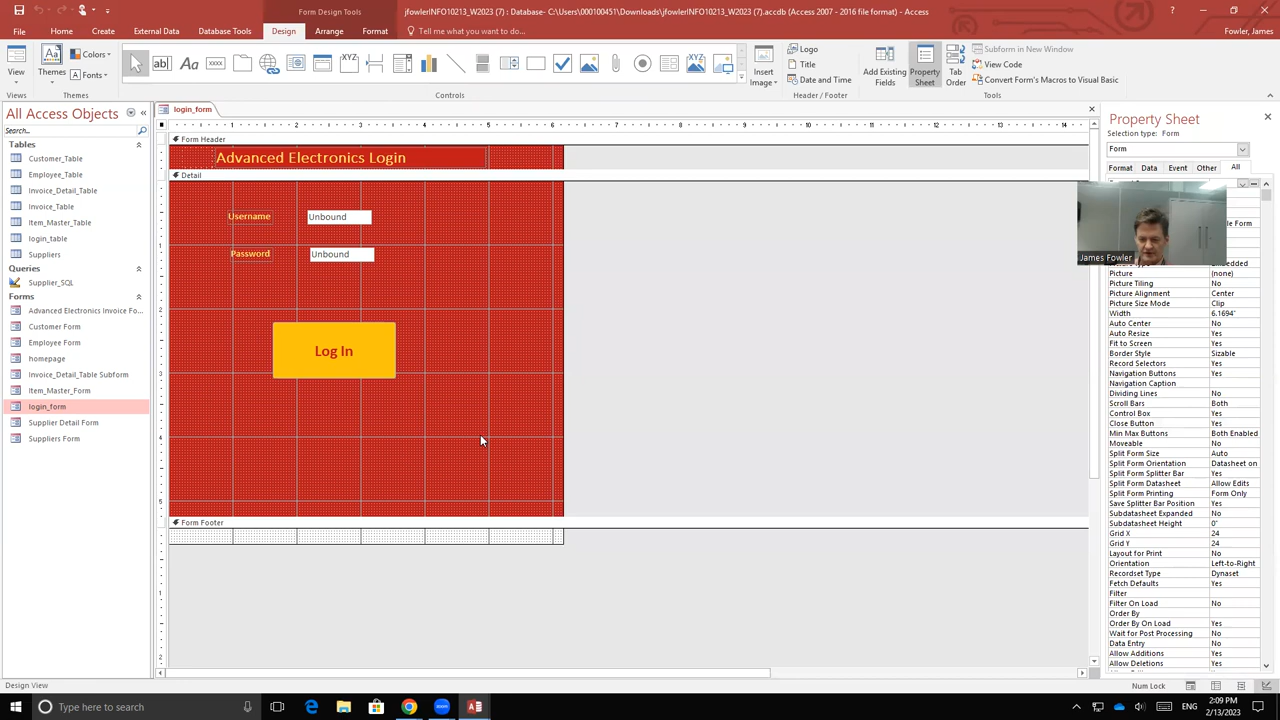 Form Design Tools
jfowlerINFO10213_W2023 (7) : Database- C:\Users\000100451\Downloads\jfowlerINFO10213_W2023 (7).accdb (Access 2007 - 2016 file format) - Access
Fowler, James
File
Home
Create
External Data
Database Tools
Design
Arrange
Format
Tell me what you want to do
View
Themes
Colors
Fonts
Insert Image
Logo
Title
Date and Time
Add Existing Fields
Property Sheet
Tab Order
Subform in New Window
View Code
Convert Form's Macros to Visual Basic
Views
Themes
Controls
Header / Footer
Tools
All Access Objects
Search...
Tables
Customer_Table
Employee_Table
Invoice_Detail_Table
Invoice_Table
Item_Master_Table
login_table
Suppliers
Queries
Supplier_SQL
Forms
Advanced Electronics Invoice Fo...
Customer Form
Employee Form
homepage
Invoice_Detail_Table Subform
Item_Master_Form
login_form
Supplier Detail Form
Suppliers Form
login_form
1 2 3 4 5 6 7 8 9 10 11 12 13 14
Form Header
Advanced Electronics Login
Detail
Username
Unbound
Password
Unbound
Log In
Form Footer
Property Sheet
Selection type: Form
Form
Format Data Event Other All
James Fowler
Picture (none)
Picture Tiling No
Picture Alignment Center
Picture Size Mode Clip
Width 6.1694"
Auto Center No
Auto Resize Yes
Fit to Screen Yes
Border Style Sizable
Record Selectors Yes
Navigation Buttons Yes
Navigation Caption
Dividing Lines No
Scroll Bars Both
Control Box Yes
Close Button Yes
Min Max Buttons Both Enabled
Moveable No
Split Form Size Auto
Split Form Orientation Datasheet on
Split Form Splitter Bar Yes
Split Form Datasheet Allow Edits
Split Form Printing Form Only
Save Splitter Bar Position Yes
Subdatasheet Expanded No
Subdatasheet Height 0"
Grid X 24
Grid Y 24
Layout for Print No
Orientation Left-to-Right
Recordset Type Dynaset
Fetch Defaults Yes
Filter
Filter On Load No
Order By
Order By On Load Yes
Wait for Post Processing No
Data Entry No
Allow Additions Yes
Allow Deletions Yes
Design View
Num Lock
Type here to search
ENG
2:09 PM
2/13/2023